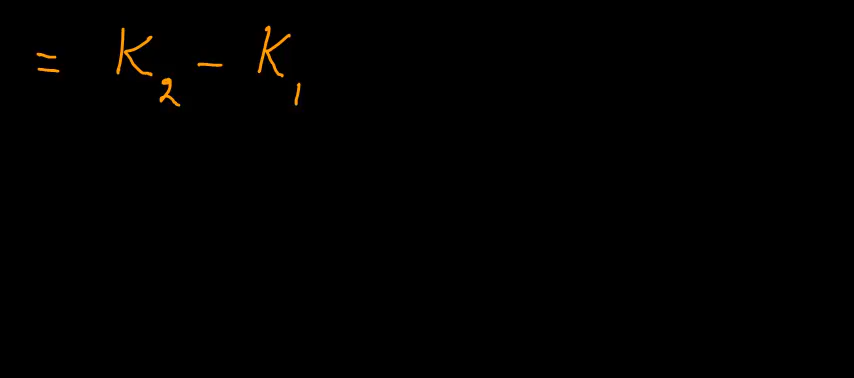 = K₂ - K₁